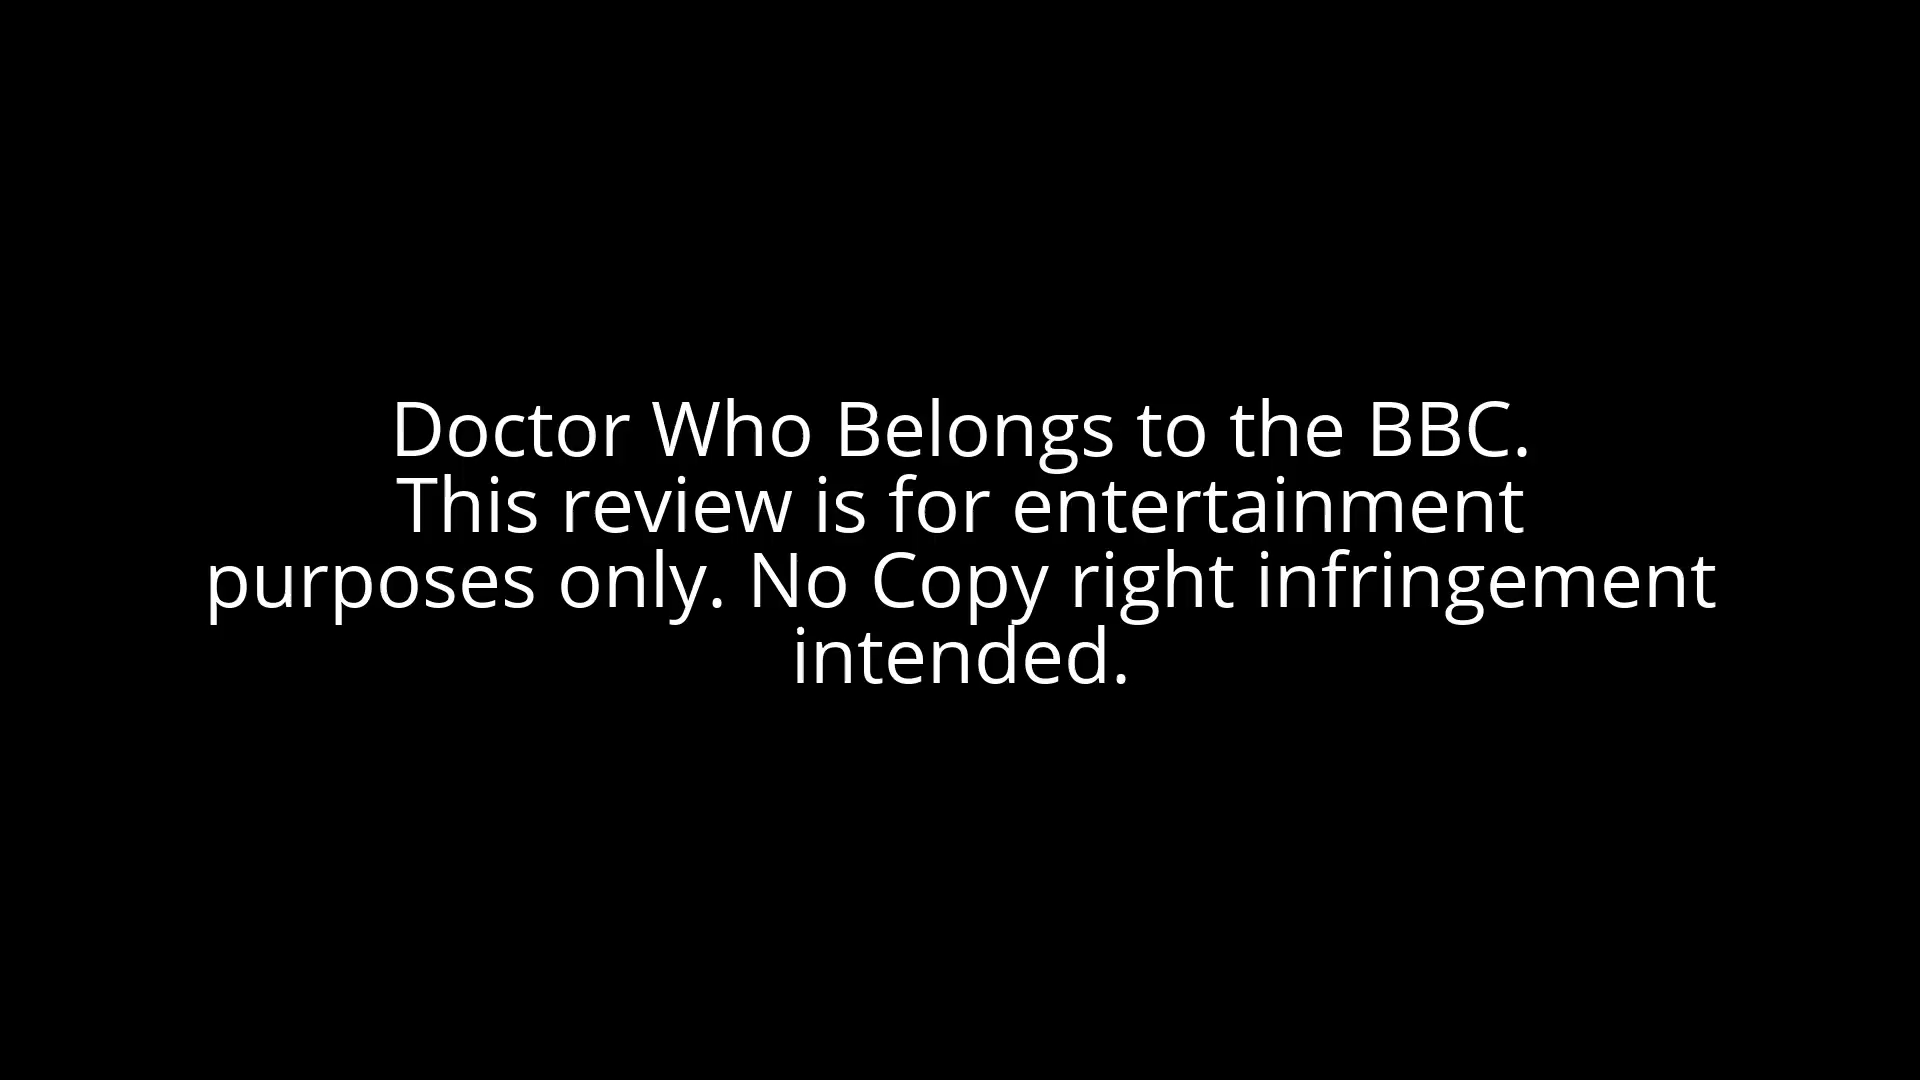 Doctor Who Belongs to the BBC.
This review is for entertainment
purposes only. No Copy right infringement
intended.